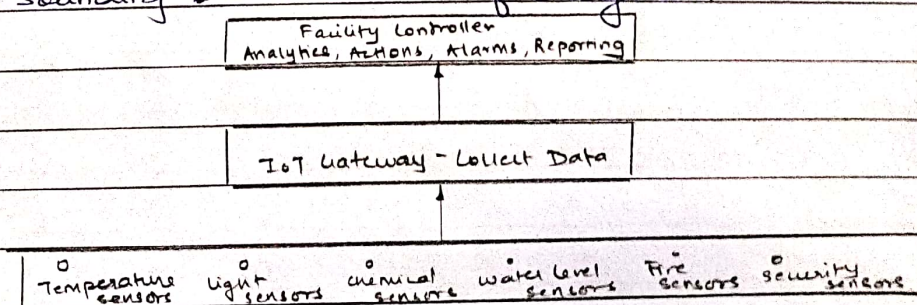 Facility Controller
Analytics, Actions, Alarms, Reporting
IoT Gateway - Collect Data
Temperature sensors
Light sensors
chemical sensors
water level sensors
Fire sensors
security sensors